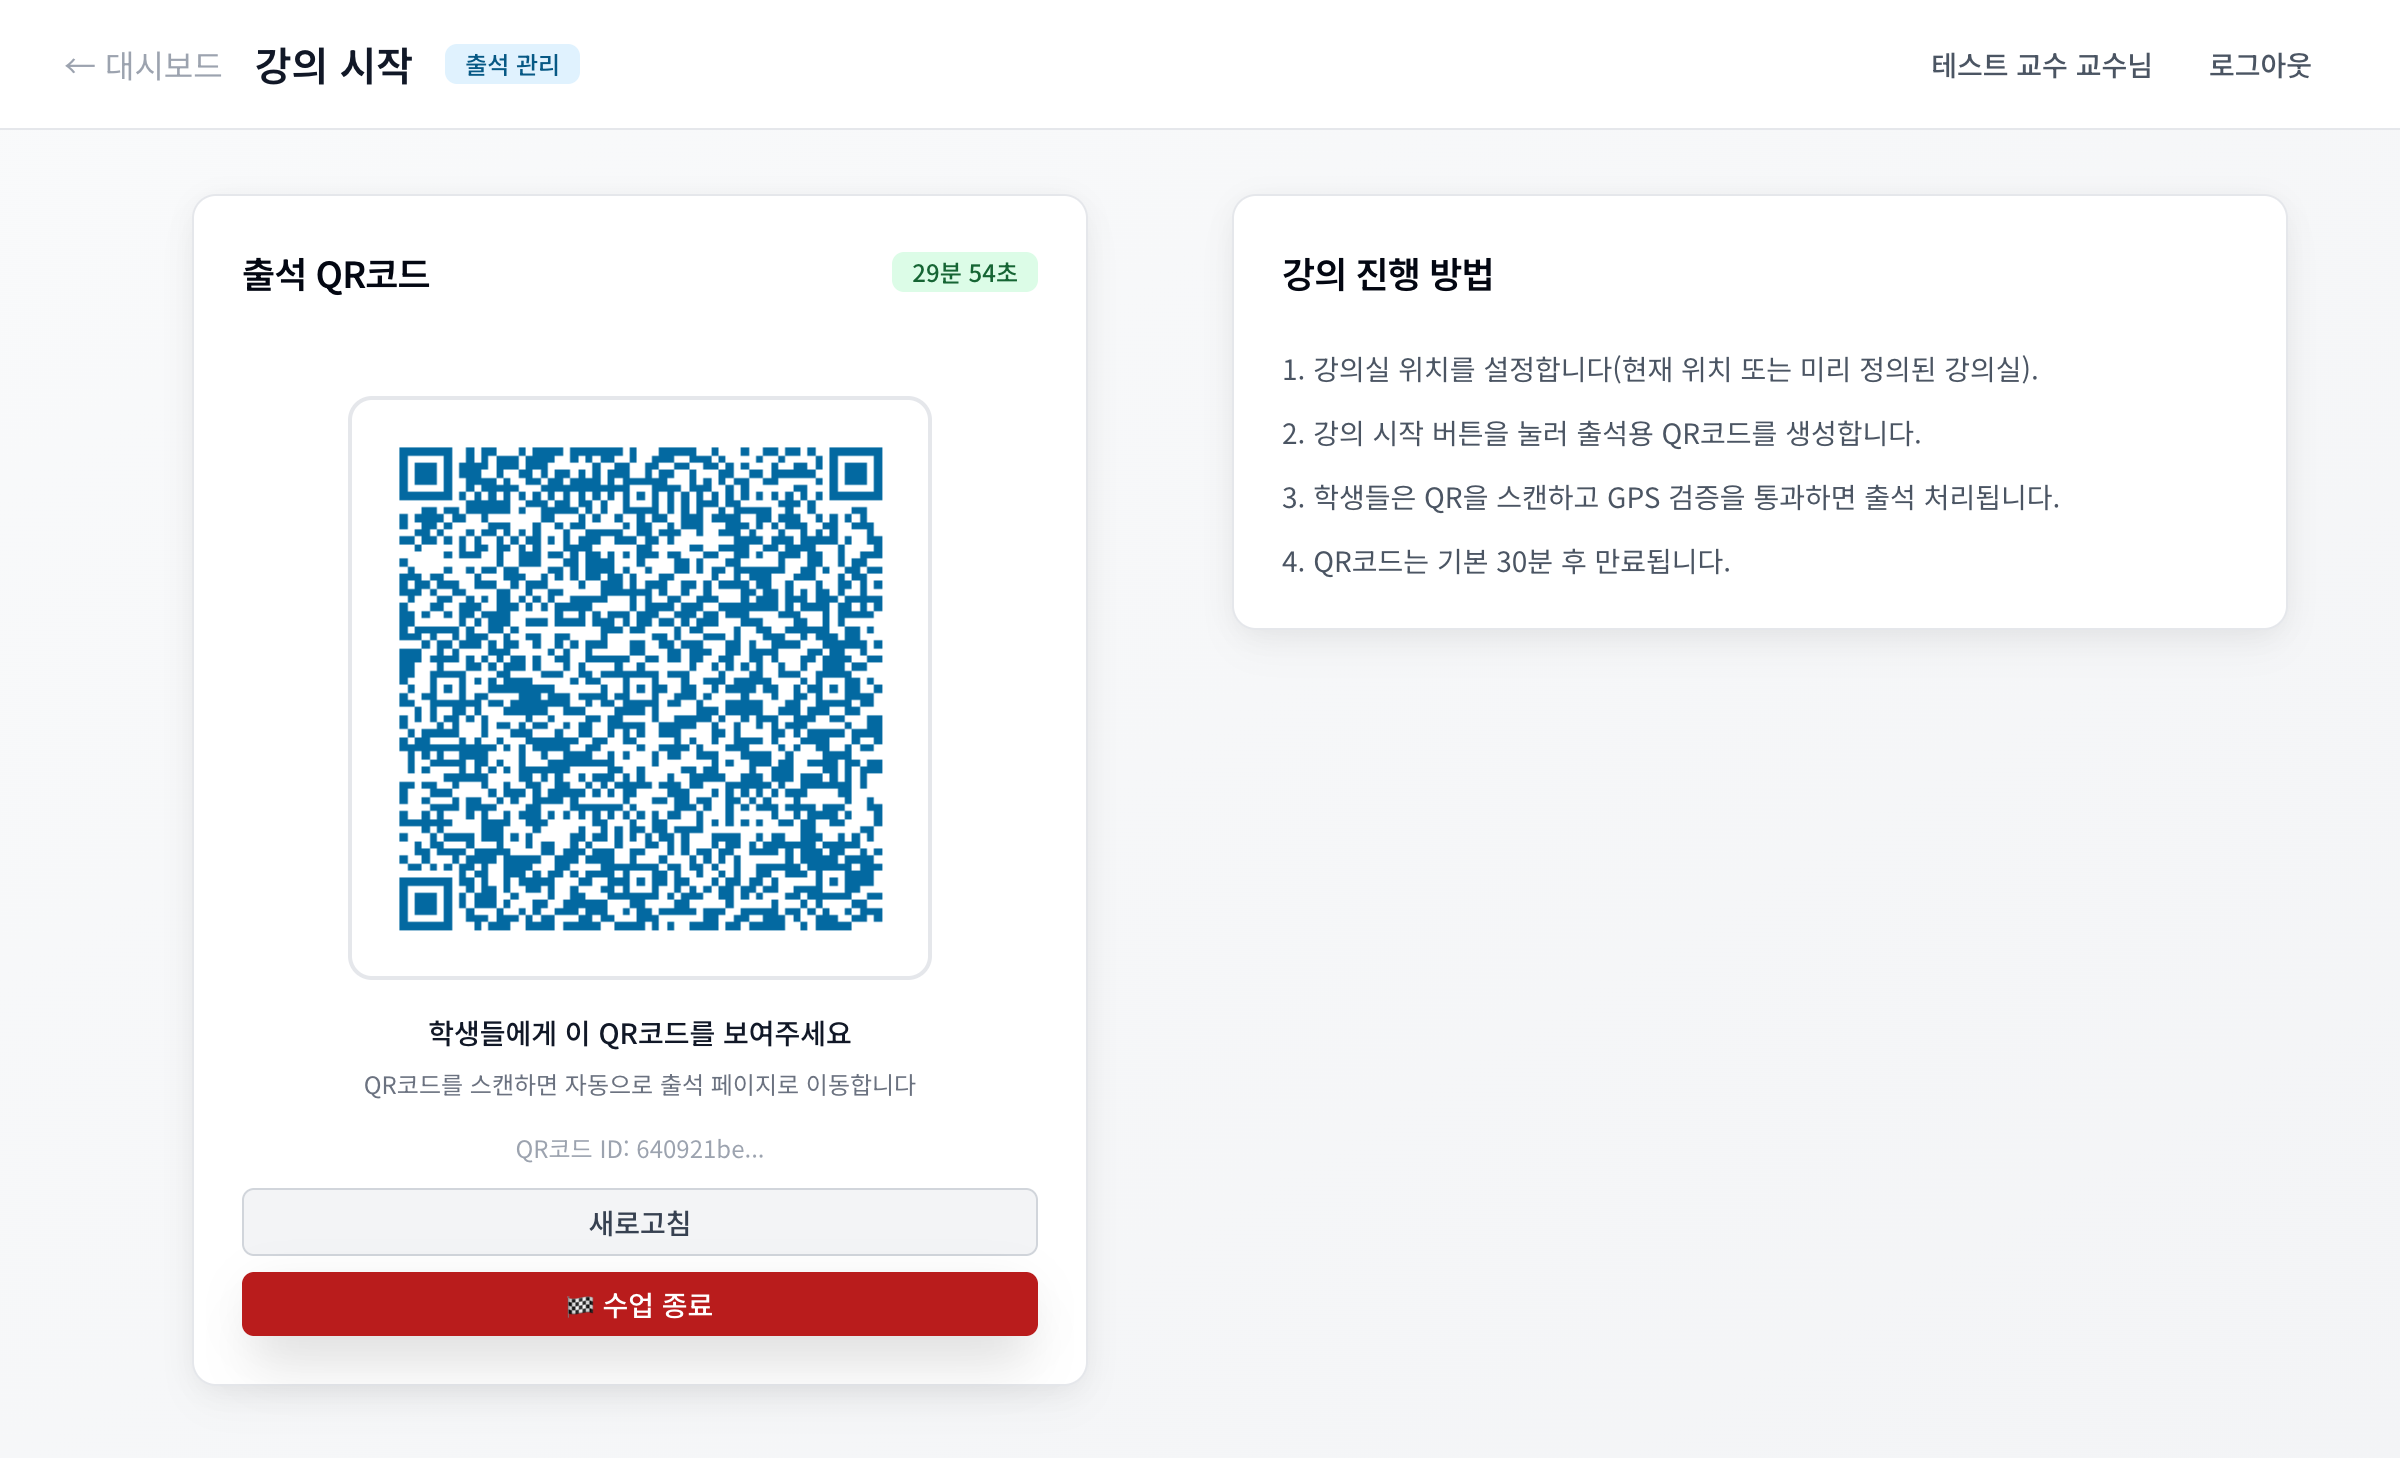 ← 대시보드 강의 시작 출석 관리 테스트 교수 교수님 로그아웃
출석 QR코드 29분 54초
학생들에게 이 QR코드를 보여주세요
QR코드를 스캔하면 자동으로 출석 페이지로 이동합니다
QR코드 ID: 640921be...
새로고침
🏁 수업 종료
강의 진행 방법
1. 강의실 위치를 설정합니다(현재 위치 또는 미리 정의된 강의실).
2. 강의 시작 버튼을 눌러 출석용 QR코드를 생성합니다.
3. 학생들은 QR을 스캔하고 GPS 검증을 통과하면 출석 처리됩니다.
4. QR코드는 기본 30분 후 만료됩니다.